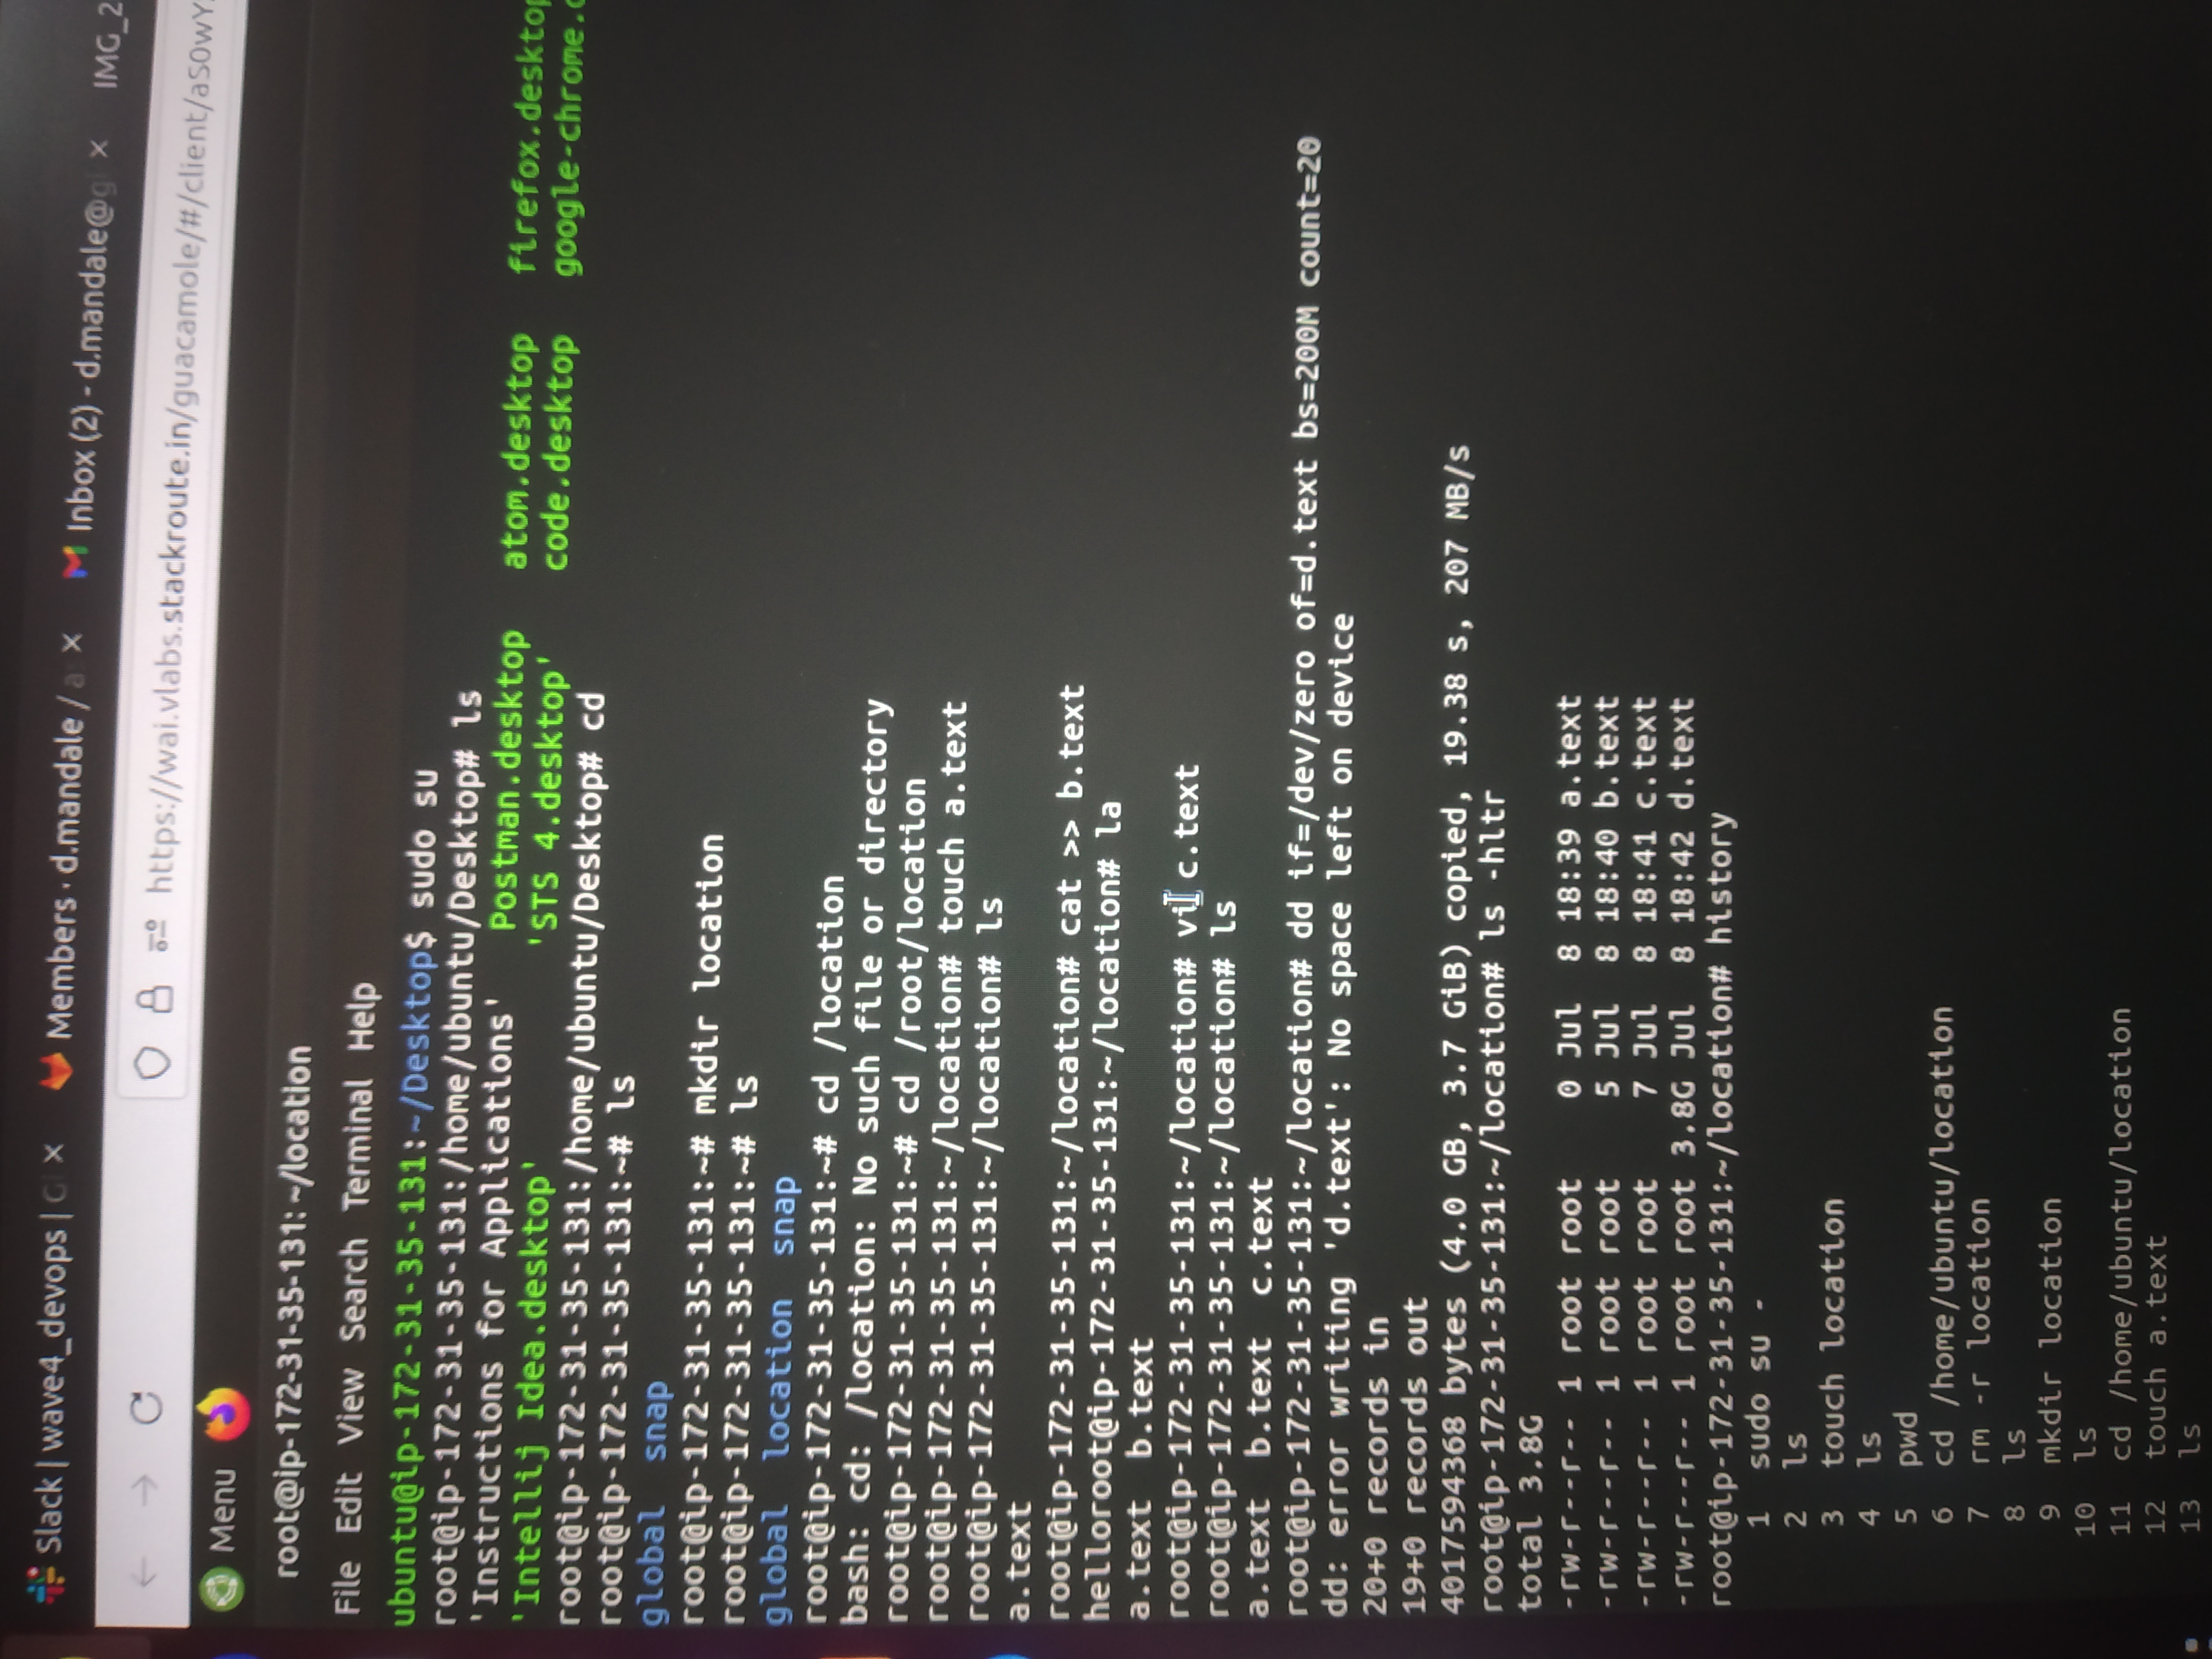 Slack | wave4_devops |
Members · d.mandale /
Inbox (2) - d.mandale@
IMG_2
https://wai.vlabs.stackroute.in/guacamole/#/client/aS0wY
Menu
root@ip-172-31-35-131: ~/location
File Edit View Search Terminal Help
ubuntu@ip-172-31-35-131:~/Desktop$ sudo su
root@ip-172-31-35-131:/home/ubuntu/Desktop# ls
'Instructions for Applications' Postman.desktop atom.desktop firefox.desktop
'Intellij Idea.desktop' 'STS 4.desktop' code.desktop google-chrome.
root@ip-172-31-35-131:/home/ubuntu/Desktop# cd
root@ip-172-31-35-131:~# ls
global snap
root@ip-172-31-35-131:~# mkdir location
root@ip-172-31-35-131:~# ls
global location snap
root@ip-172-31-35-131:~# cd /location
bash: cd: /location: No such file or directory
root@ip-172-31-35-131:~# cd /root/location
root@ip-172-31-35-131:~/location# touch a.text
root@ip-172-31-35-131:~/location# ls
a.text
root@ip-172-31-35-131:~/location# cat >> b.text
helloroot@ip-172-31-35-131:~/location# la
a.text b.text
root@ip-172-31-35-131:~/location# vi c.text
root@ip-172-31-35-131:~/location# ls
a.text b.text c.text
root@ip-172-31-35-131:~/location# dd if=/dev/zero of=d.text bs=200M count=20
dd: error writing 'd.text': No space left on device
20+0 records in
19+0 records out
4017594368 bytes (4.0 GB, 3.7 GiB) copied, 19.38 s, 207 MB/s
root@ip-172-31-35-131:~/location# ls -hltr
total 3.8G
-rw-r--r-- 1 root root 0 Jul 8 18:39 a.text
-rw-r--r-- 1 root root 5 Jul 8 18:40 b.text
-rw-r--r-- 1 root root 7 Jul 8 18:41 c.text
-rw-r--r-- 1 root root 3.8G Jul 8 18:42 d.text
root@ip-172-31-35-131:~/location# history
1 sudo su -
2 ls
3 touch location
4 ls
5 pwd
6 cd /home/ubuntu/location
7 rm -r location
8 ls
9 mkdir location
10 ls
11 cd /home/ubuntu/location
12 touch a.text
13 ls